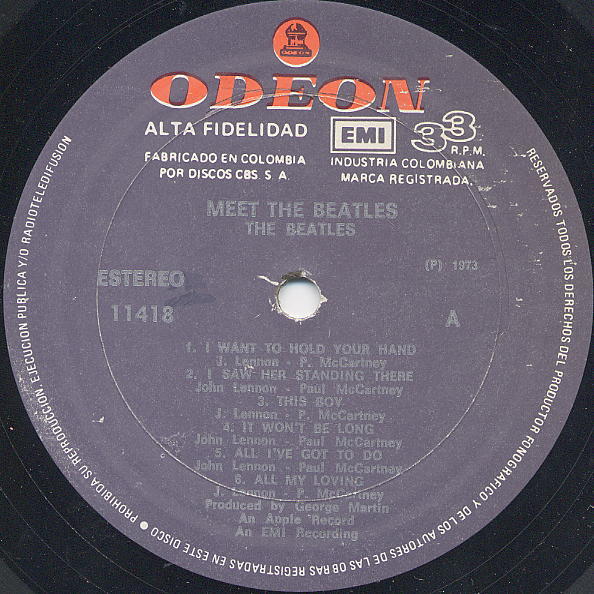 ODEON
ALTA FIDELIDAD
EMI
33
R.P.M.
FABRICADO EN COLOMBIA
POR DISCOS CBS. S A.
INDUSTRIA COLOMBIANA
MARCA REGISTRADA.
MEET THE BEATLES
THE BEATLES
ESTEREO
11418
(P) 1973
A
1. I WANT TO HOLD YOUR HAND
J. Lennon - P. McCartney
2. I SAW HER STANDING THERE
John Lennon - Paul McCartney
3. THIS BOY
J. Lennon - P. McCartney
4. IT WON'T BE LONG
John Lennon - Paul McCartney
5. ALL I'VE GOT TO DO
John Lennon - Paul McCartney
6. ALL MY LOVING
J. Lennon - P. McCartney
Produced by George Martin
An Apple Record
An EMI Recording
RESERVADOS TODOS LOS DERECHOS DEL PRODUCTOR FONOGRAFICO Y DE LOS AUTORES DE LAS OBRAS REGISTRADAS EN ESTE DISCO • PROHIBIDA SU REPRODUCCION, EJECUCION PUBLICA Y/O RADIOTELEDIFUSION